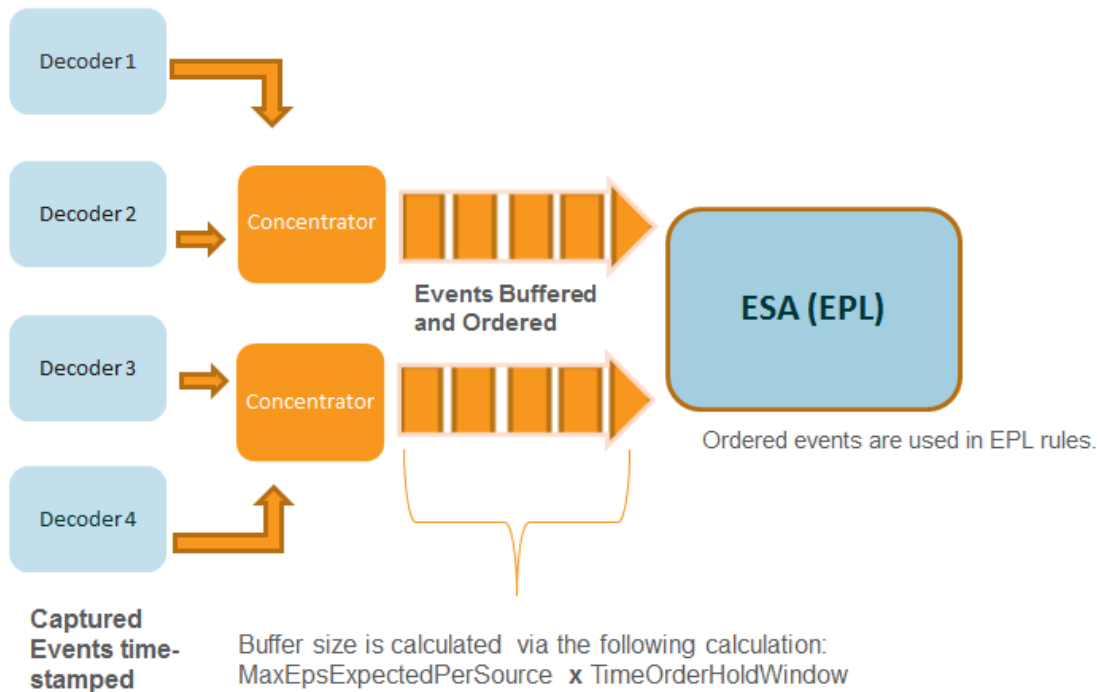 Decoder 1
Decoder 2
Decoder 3
Decoder 4
Captured
Events time-
stamped
Concentrator
Concentrator
Events Buffered
and Ordered
ESA (EPL)
Ordered events are used in EPL rules.
Buffer size is calculated via the following calculation:
MaxEpsExpectedPerSource x TimeOrderHoldWindow